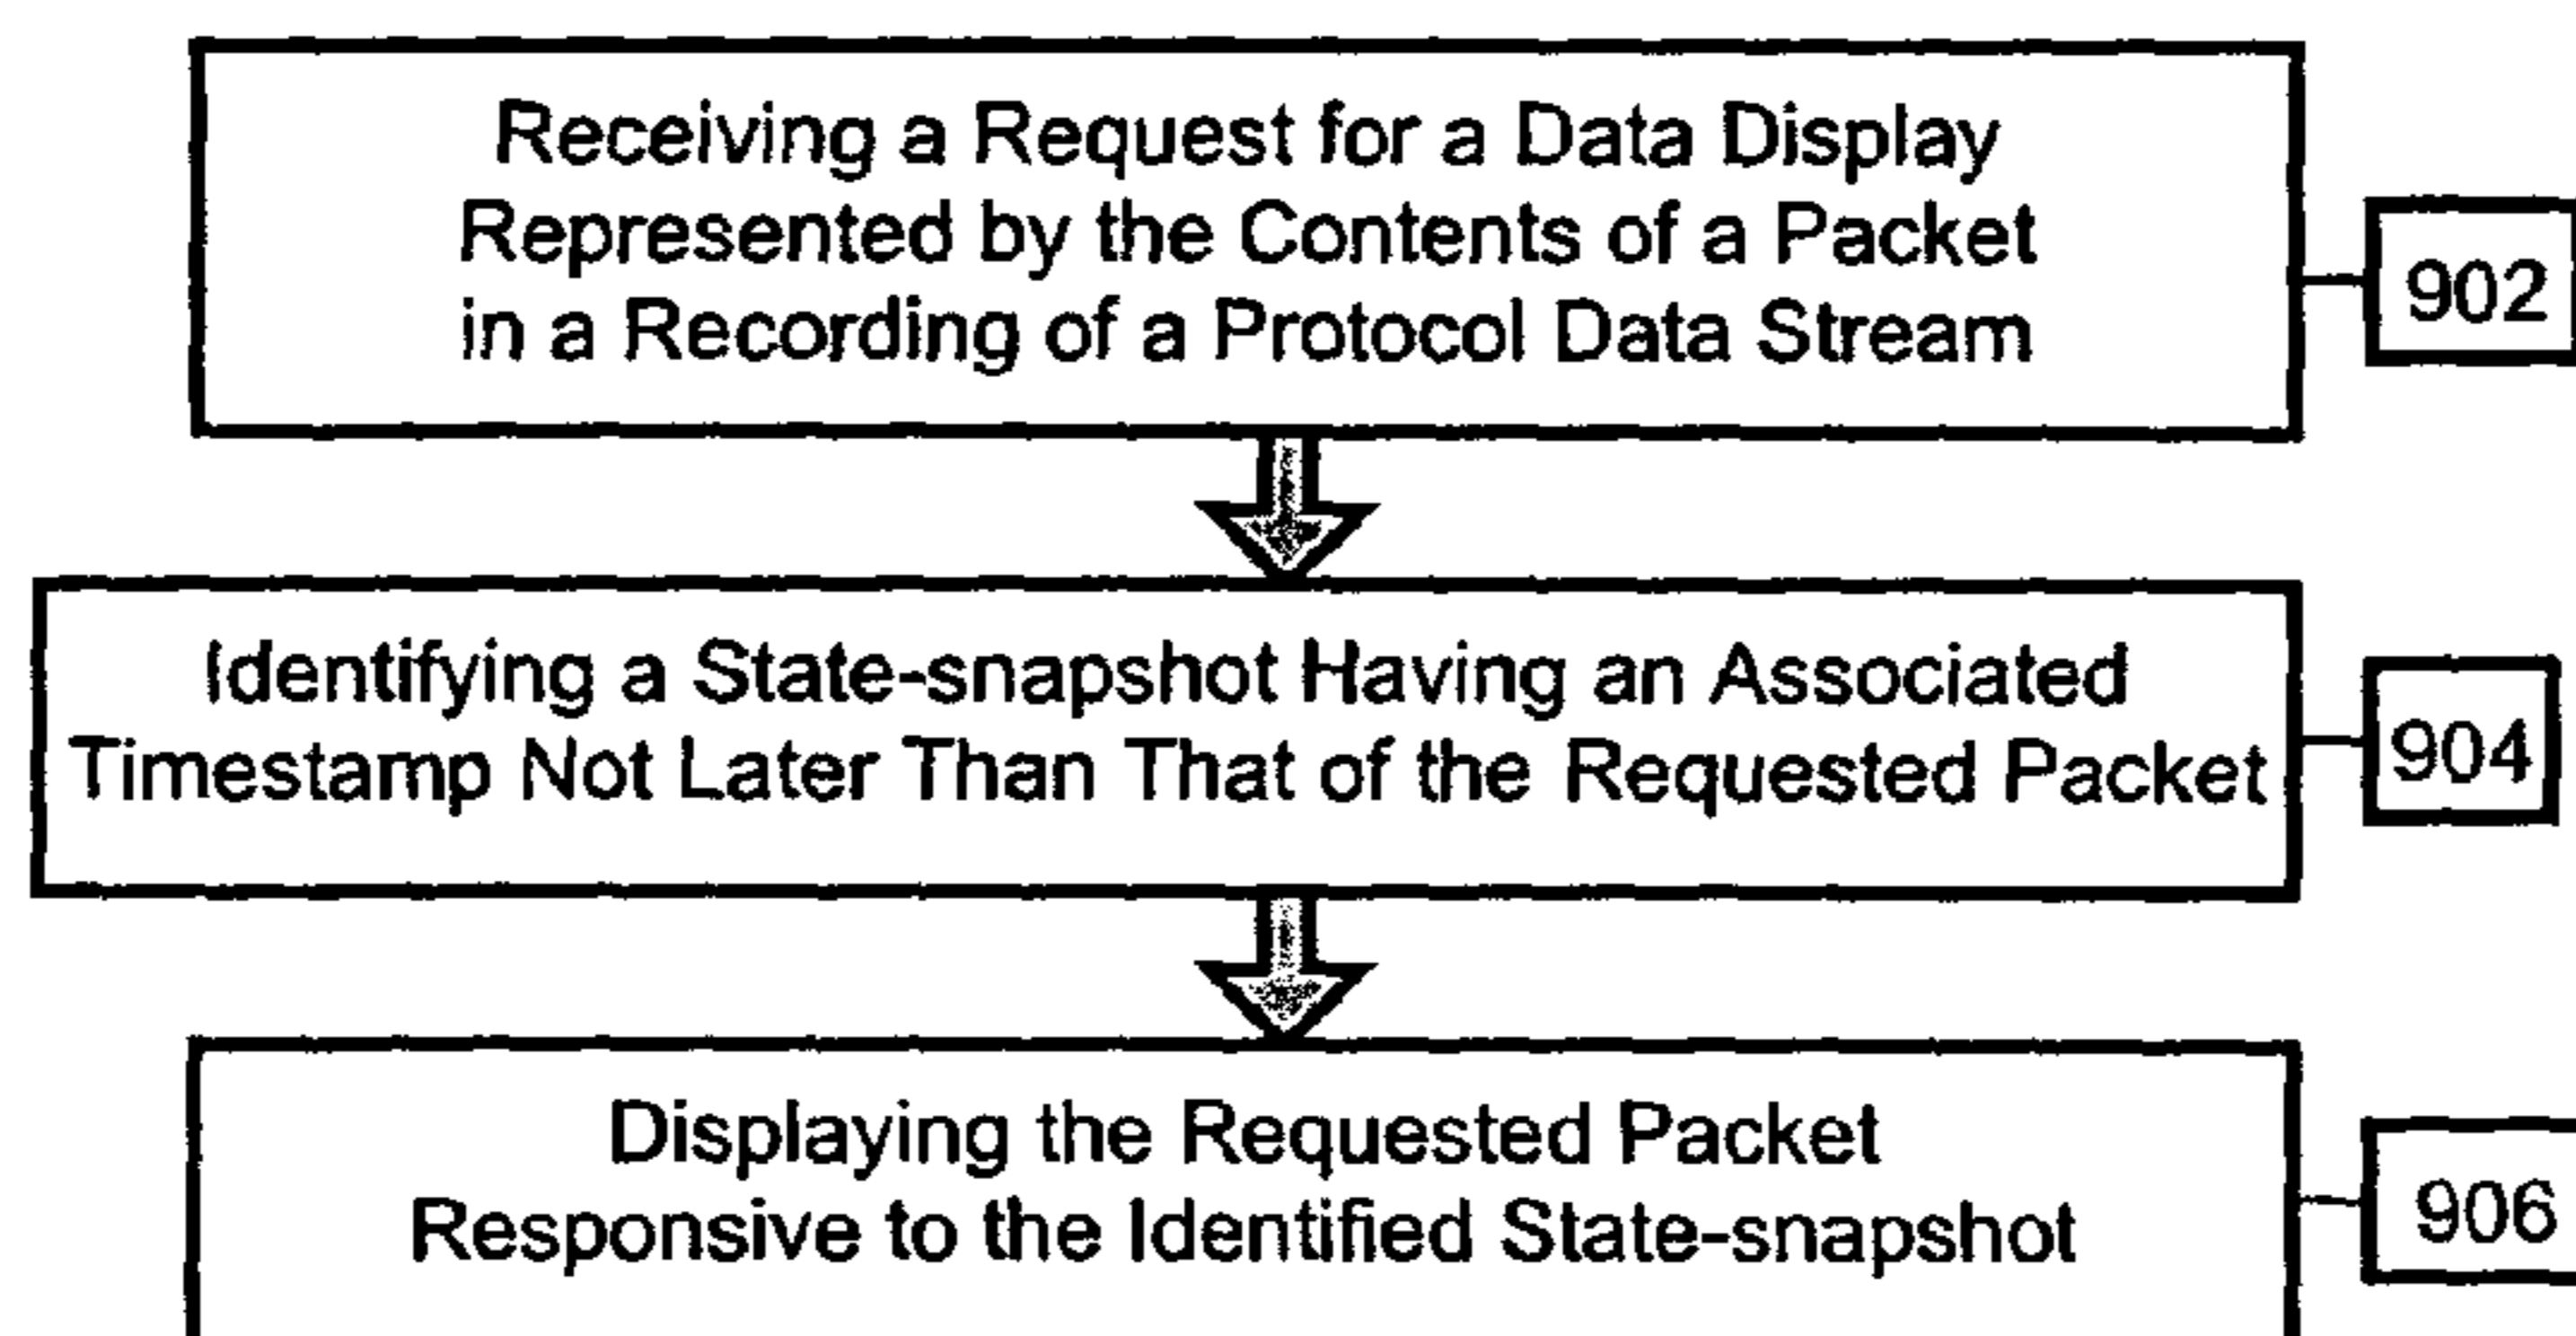 Receiving a Request for a Data Display
Represented by the Contents of a Packet
in a Recording of a Protocol Data Stream
902
Identifying a State-snapshot Having an Associated
Timestamp Not Later Than That of the Requested Packet
904
Displaying the Requested Packet
Responsive to the Identified State-snapshot
906